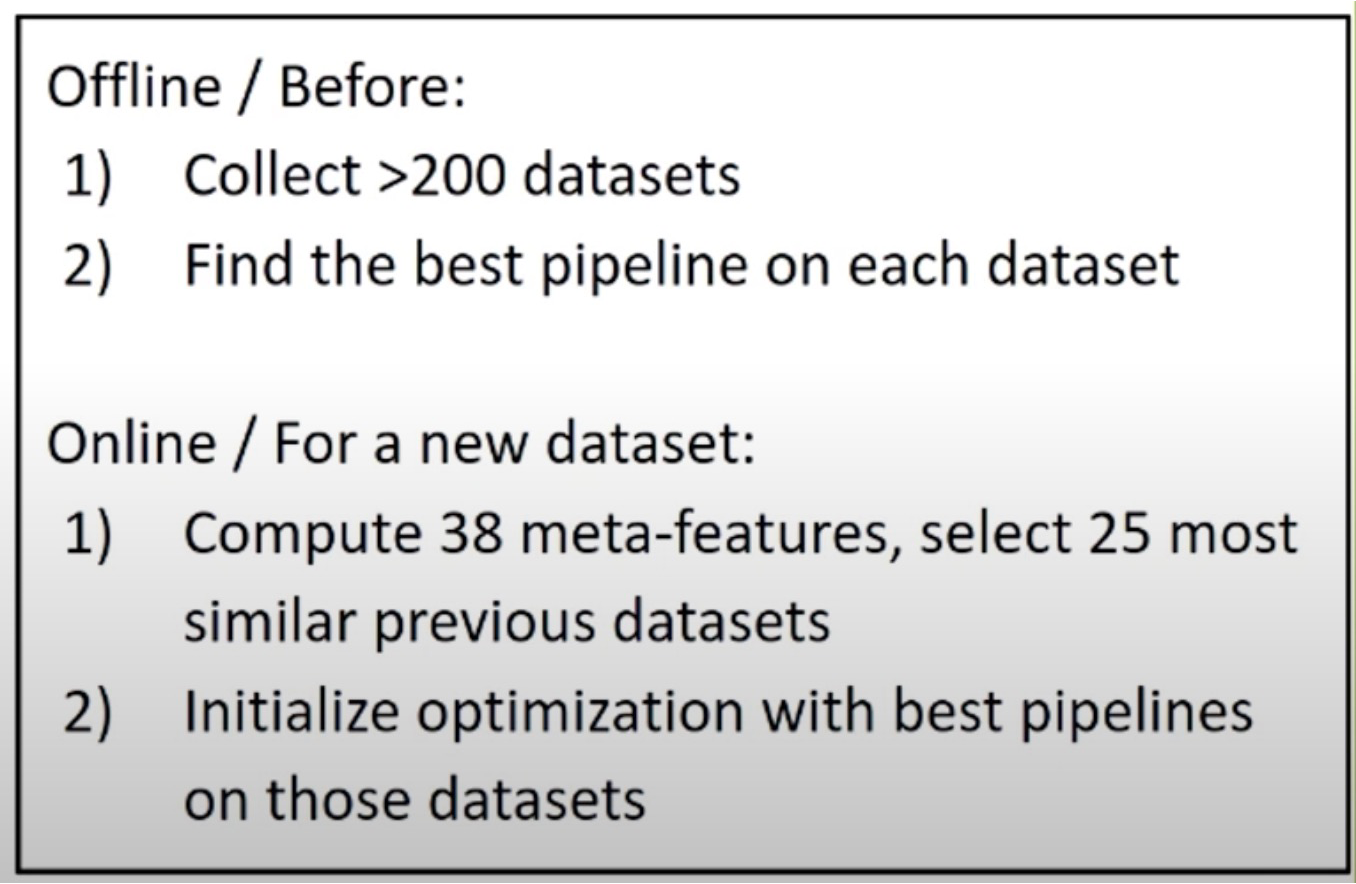 Offline / Before:
1) Collect >200 datasets
2) Find the best pipeline on each dataset
Online / For a new dataset:
1) Compute 38 meta-features, select 25 most
similar previous datasets
2) Initialize optimization with best pipelines
on those datasets